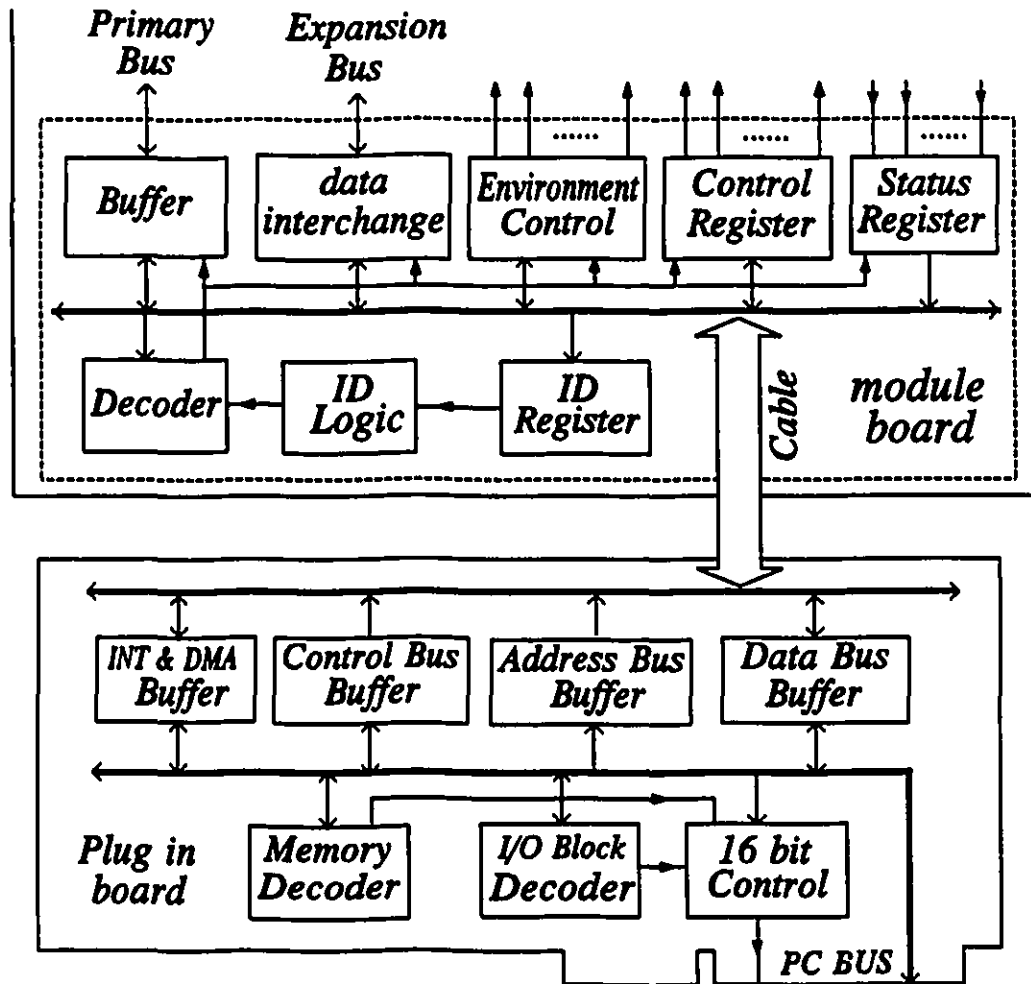 Primary
Bus
Expansion
Bus
Buffer
data
interchange
Environment
Control
Control
Register
Status
Register
Decoder
ID
Logic
ID
Register
Cable
module
board
INT & DMA
Buffer
Control Bus
Buffer
Address Bus
Buffer
Data Bus
Buffer
Plug in
board
Memory
Decoder
I/O Block
Decoder
16 bit
Control
PC BUS